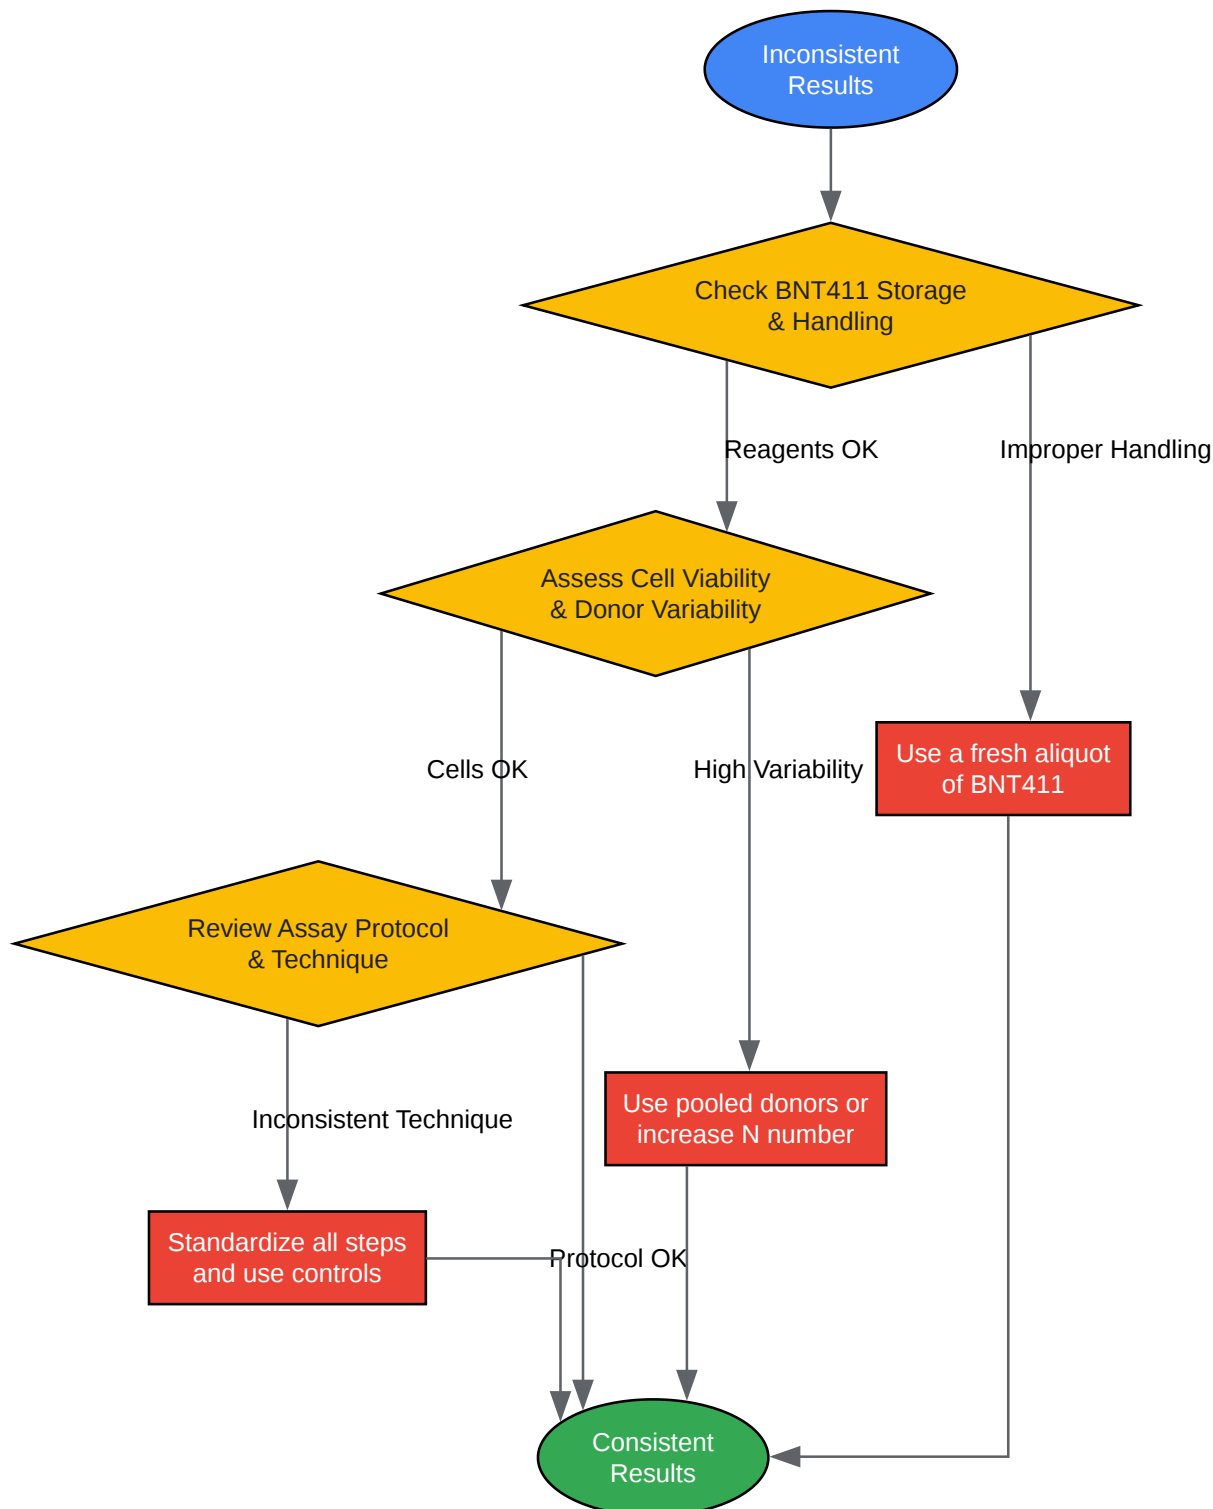 Inconsistent
Results
Check BNT411 Storage
& Handling
Reagents OK
Improper Handling
Assess Cell Viability
& Donor Variability
Cells OK
High Variability
Use a fresh aliquot
of BNT411
Review Assay Protocol
& Technique
Inconsistent Technique
Use pooled donors or
increase N number
Standardize all steps
and use controls
Protocol OK
Consistent
Results